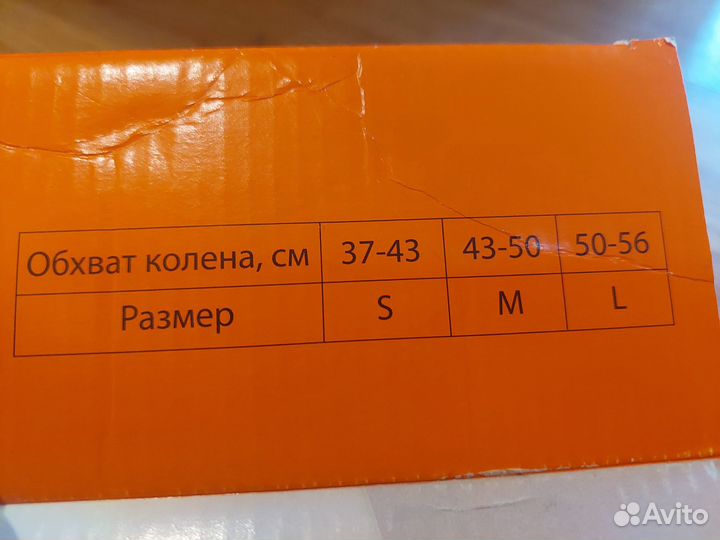 Обхват колена, см 37-43 43-50 50-56
Размер S M L
Avito